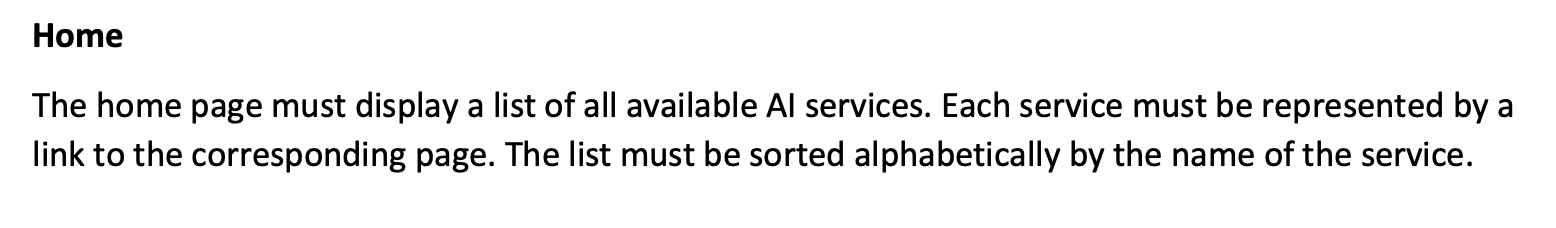 Home
The home page must display a list of all available AI services. Each service must be represented by a
link to the corresponding page. The list must be sorted alphabetically by the name of the service.